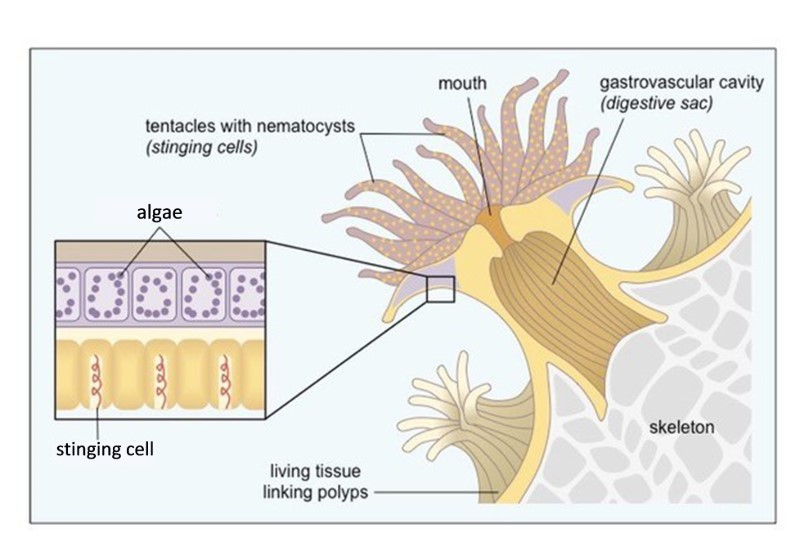 mouth
gastrovascular cavity
(digestive sac)
tentacles with nematocysts
(stinging cells)
algae
skeleton
stinging cell
living tissue
linking polyps